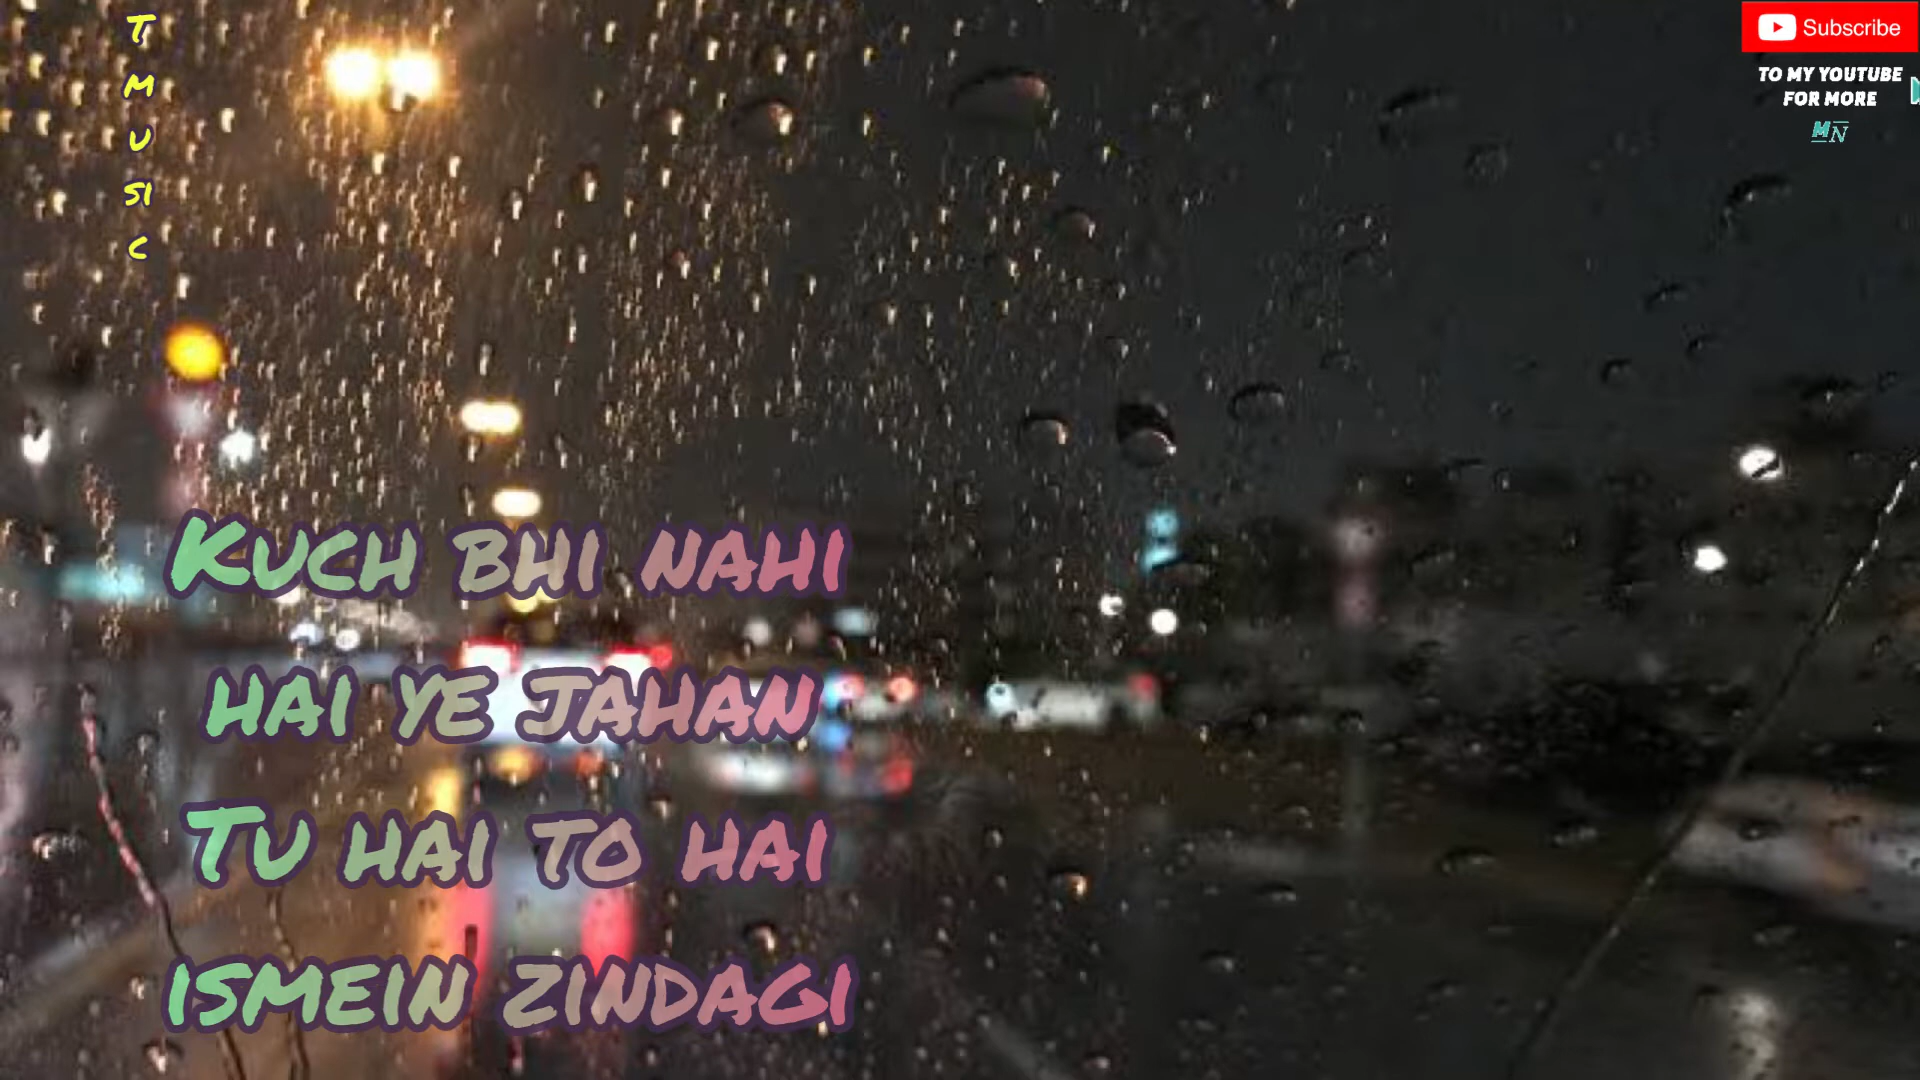 T
M
U
SI
C
Subscribe
TO MY YOUTUBE
FOR MORE
MN
KUCH BHI NAHI
HAI YE JAHAN
TU HAI TO HAI
ISMEIN ZINDAGI